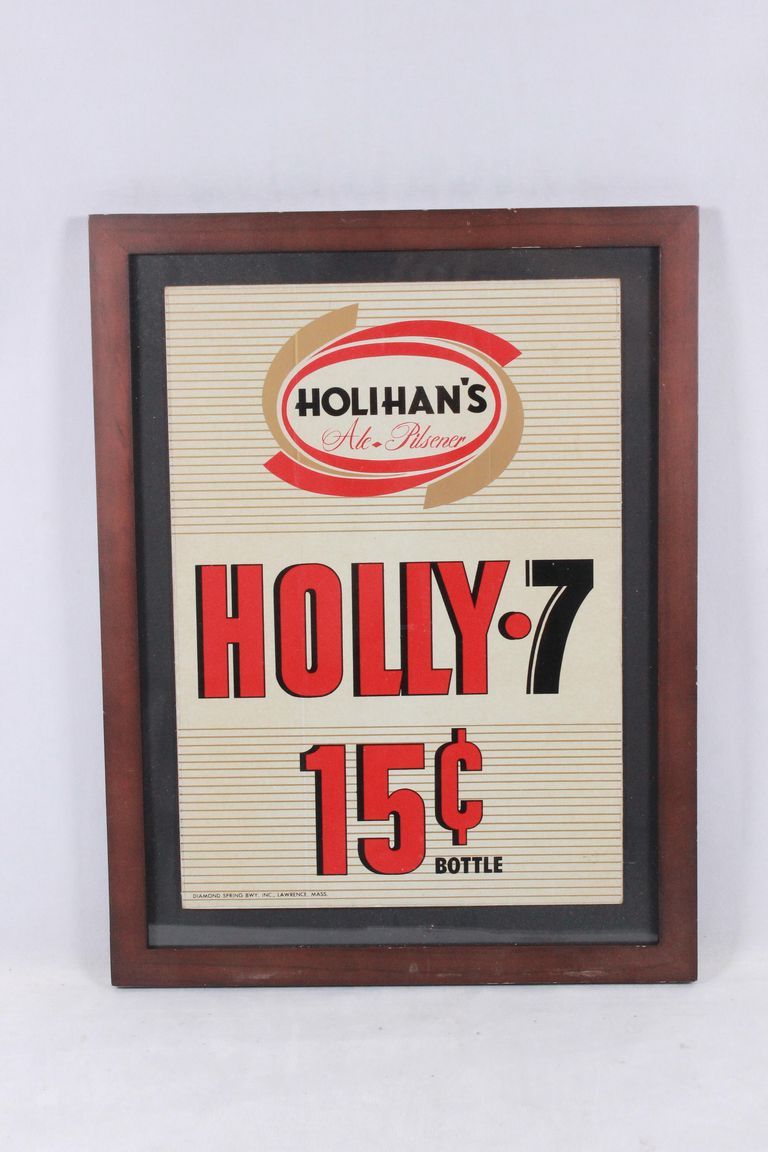 HOLIHAN'S
Ale ♦ Pilsener
HOLLY•7
15¢
BOTTLE
DIAMOND SPRING BWY. INC., LAWRENCE, MASS.